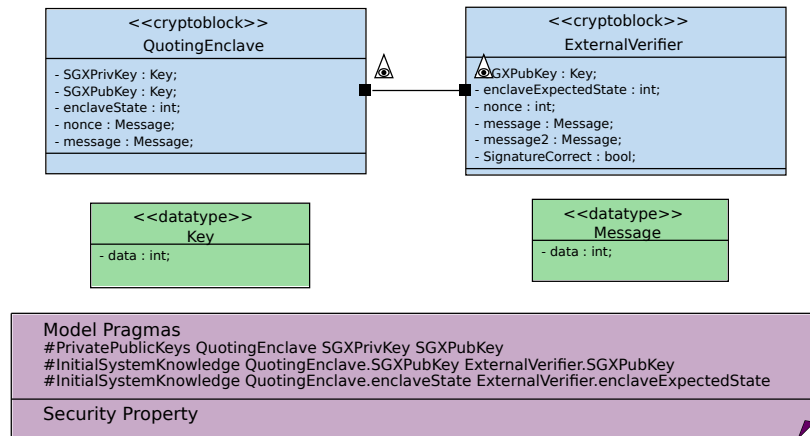 <<cryptoblock>>
QuotingEnclave
- SGXPrivKey : Key;
- SGXPubKey : Key;
- enclaveState : int;
- nonce : Message;
- message : Message;
<<cryptoblock>>
ExternalVerifier
SGXPubKey : Key;
- enclaveExpectedState : int;
- nonce : int;
- message : Message;
- message2 : Message;
- SignatureCorrect : bool;
<<datatype>>
Key
- data : int;
<<datatype>>
Message
- data : int;
Model Pragmas
#PrivatePublicKeys QuotingEnclave SGXPrivKey SGXPubKey
#InitialSystemKnowledge QuotingEnclave.SGXPubKey ExternalVerifier.SGXPubKey
#InitialSystemKnowledge QuotingEnclave.enclaveState ExternalVerifier.enclaveExpectedState
Security Property